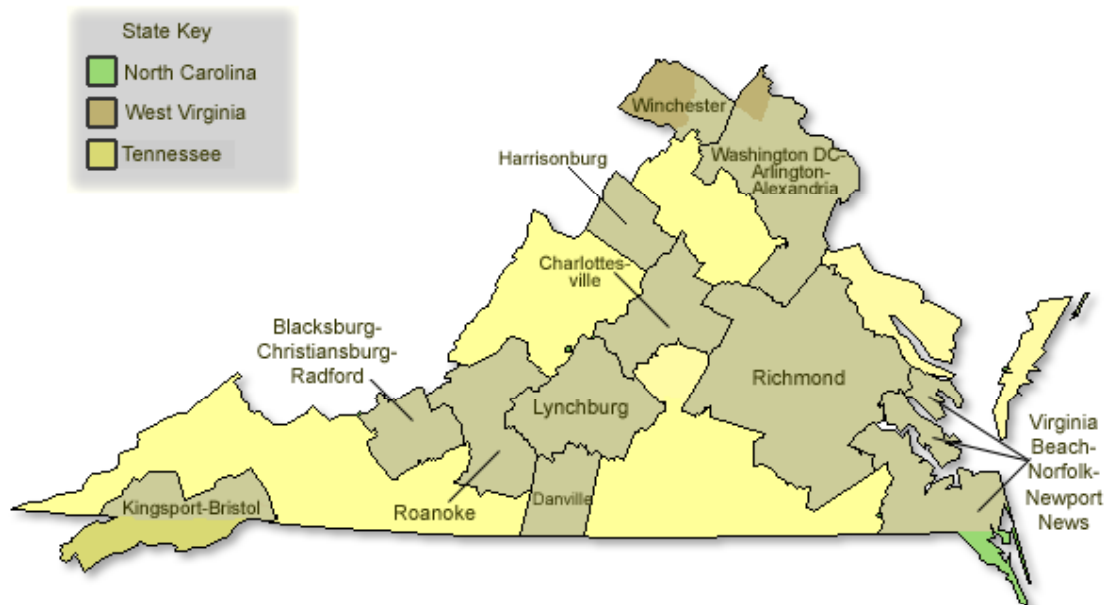 State Key
North Carolina
West Virginia
Tennessee
Winchester
Harrisonburg
Washington DC-
Arlington-
Alexandria
Charlottes-
ville
Blacksburg-
Christiansburg-
Radford
Richmond
Lynchburg
Virginia
Beach-
Norfolk-
Newport
News
Kingsport-Bristol
Roanoke
Danville